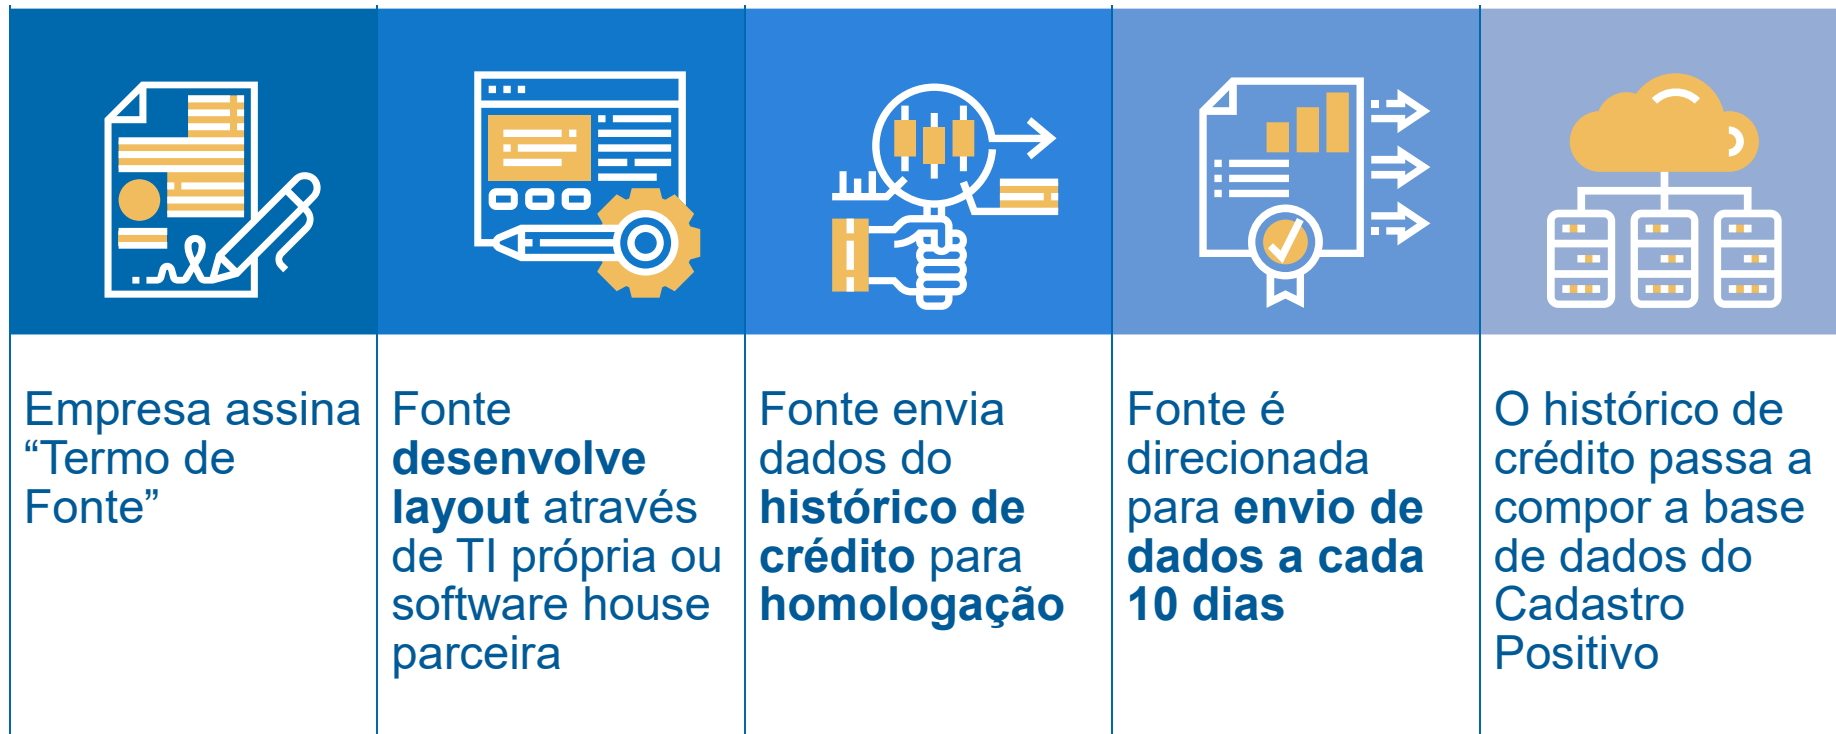 Empresa assina
“Termo de
Fonte”
Fonte
desenvolve
layout através
de TI própria ou
software house
parceira
Fonte envia
dados do
histórico de
crédito para
homologação
Fonte é
direcionada
para envio de
dados a cada
10 dias
O histórico de
crédito passa a
compor a base
de dados do
Cadastro
Positivo